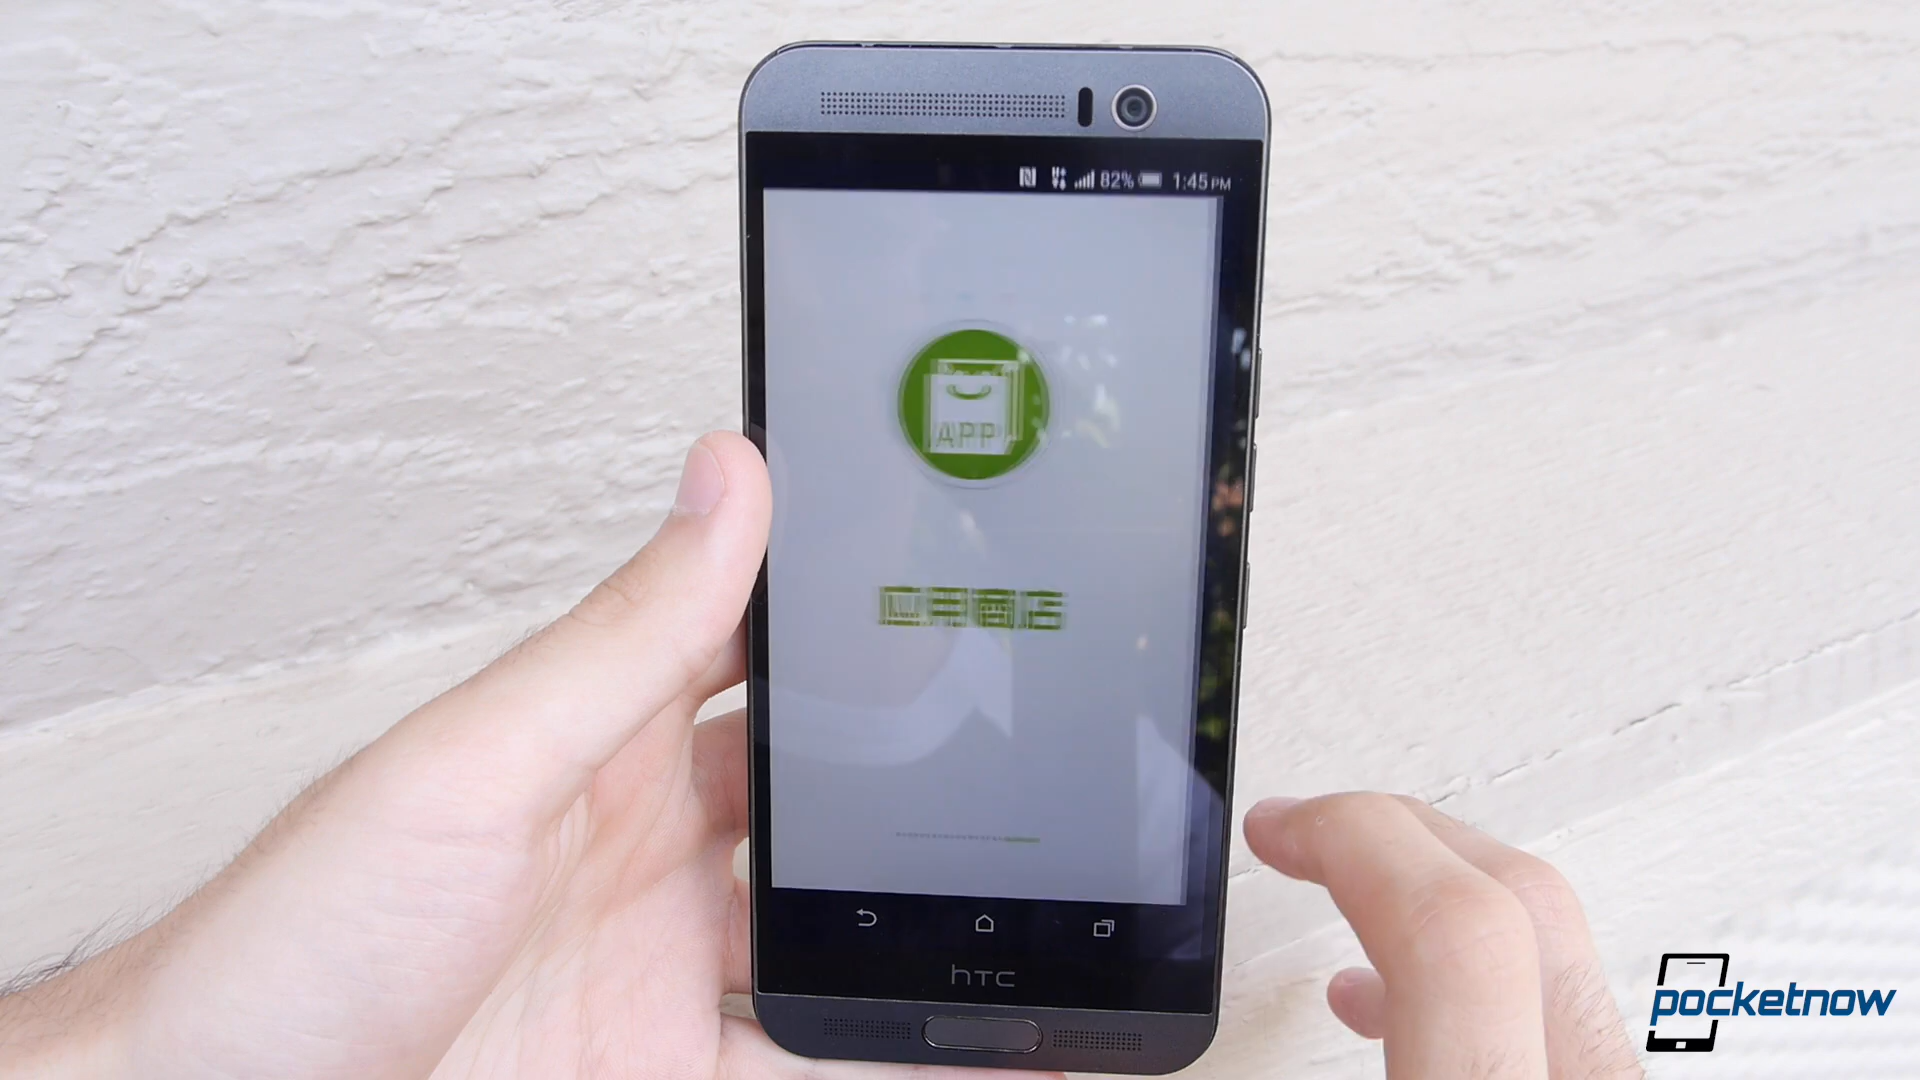 82% 1:45 PM
APP
应用商店
hTC
pocketnow